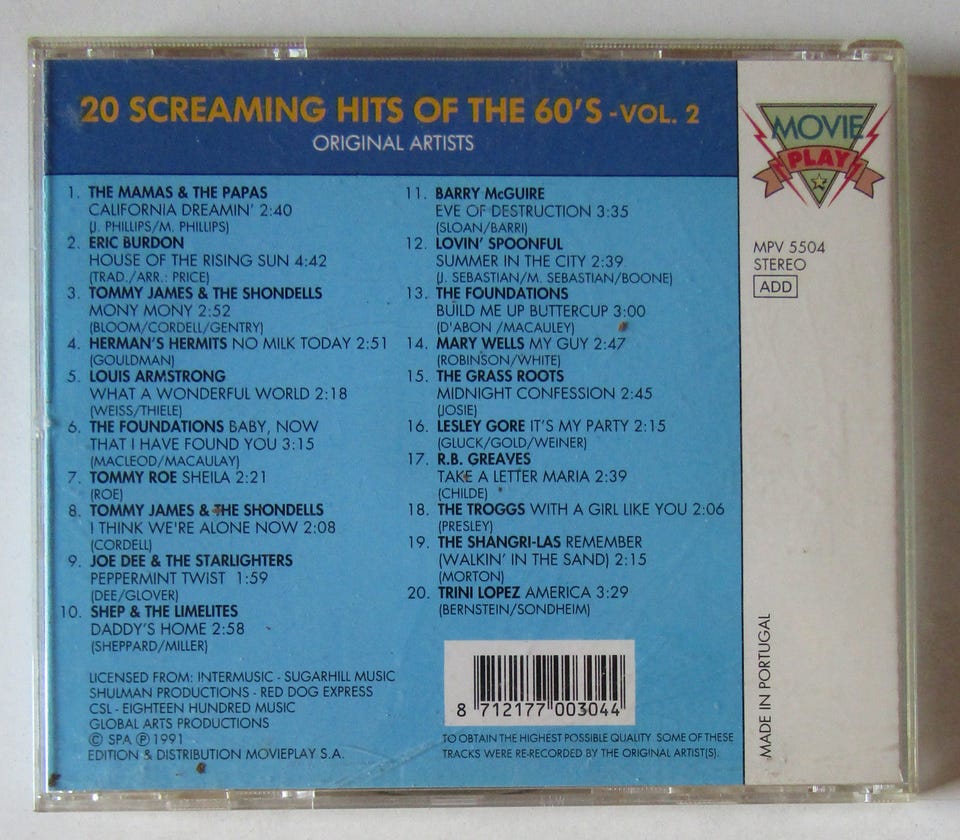 20 SCREAMING HITS OF THE 60'S - VOL. 2
ORIGINAL ARTISTS
1. THE MAMAS & THE PAPAS
CALIFORNIA DREAMIN' 2:40
(J. PHILLIPS/M. PHILLIPS)
2. ERIC BURDON
HOUSE OF THE RISING SUN 4:42
(TRAD./ARR.: PRICE)
3. TOMMY JAMES & THE SHONDELLS
MONY MONY 2:52
(BLOOM/CORDELL/GENTRY)
4. HERMAN'S HERMITS NO MILK TODAY 2:51
(GOULDMAN)
5. LOUIS ARMSTRONG
WHAT A WONDERFUL WORLD 2:18
(WEISS/THIELE)
6. THE FOUNDATIONS BABY, NOW
THAT I HAVE FOUND YOU 3:15
(MACLEOD/MACAULAY)
7. TOMMY ROE SHEILA 2:21
(ROE)
8. TOMMY JAMES & THE SHONDELLS
I THINK WE'RE ALONE NOW 2:08
(CORDELL)
9. JOE DEE & THE STARLIGHTERS
PEPPERMINT TWIST 1:59
(DEE/GLOVER)
10. SHEP & THE LIMELITES
DADDY'S HOME 2:58
(SHEPPARD/MILLER)
11. BARRY McGUIRE
EVE OF DESTRUCTION 3:35
(SLOAN/BARRI)
12. LOVIN' SPOONFUL
SUMMER IN THE CITY 2:39
(J. SEBASTIAN/M. SEBASTIAN/BOONE)
13. THE FOUNDATIONS
BUILD ME UP BUTTERCUP 3:00
(D'ABON /MACAULEY)
14. MARY WELLS MY GUY 2:47
(ROBINSON/WHITE)
15. THE GRASS ROOTS
MIDNIGHT CONFESSION 2:45
(JOSIE)
16. LESLEY GORE IT'S MY PARTY 2:15
(GLUCK/GOLD/WEINER)
17. R.B. GREAVES
TAKE A LETTER MARIA 2:39
(CHILDE)
18. THE TROGGS WITH A GIRL LIKE YOU 2:06
(PRESLEY)
19. THE SHANGRI-LAS REMEMBER
(WALKIN' IN THE SAND) 2:15
(MORTON)
20. TRINI LOPEZ AMERICA 3:29
(BERNSTEIN/SONDHEIM)
LICENSED FROM: INTERMUSIC - SUGARHILL MUSIC
SHULMAN PRODUCTIONS - RED DOG EXPRESS
CSL - EIGHTEEN HUNDRED MUSIC
GLOBAL ARTS PRODUCTIONS
© SPA ℗ 1991
EDITION & DISTRIBUTION MOVIEPLAY S.A.
8 712177 003044
TO OBTAIN THE HIGHEST POSSIBLE QUALITY SOME OF THESE
TRACKS WERE RE-RECORDED BY THE ORIGINAL ARTIST(S).
MOVIE
PLAY
MPV 5504
STEREO
ADD
MADE IN PORTUGAL